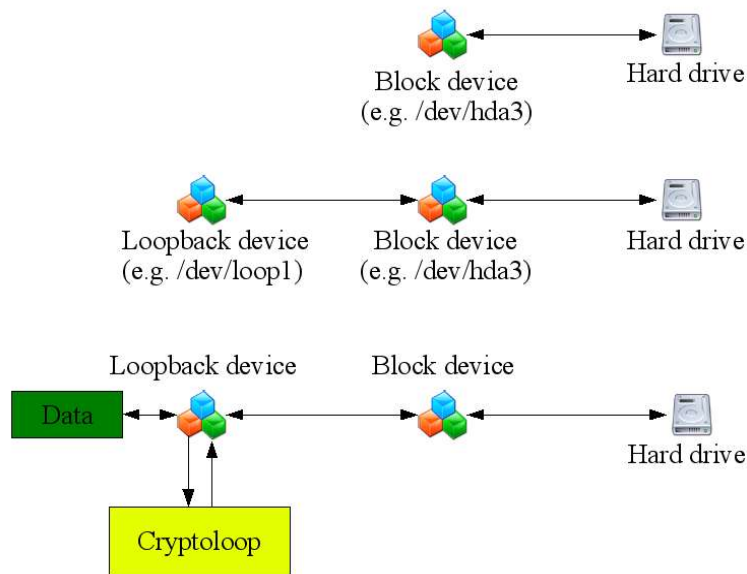 Block device
(e.g. /dev/hda3)
Hard drive
Loopback device
(e.g. /dev/loop1)
Block device
(e.g. /dev/hda3)
Hard drive
Loopback device
Block device
Data
Hard drive
Cryptoloop